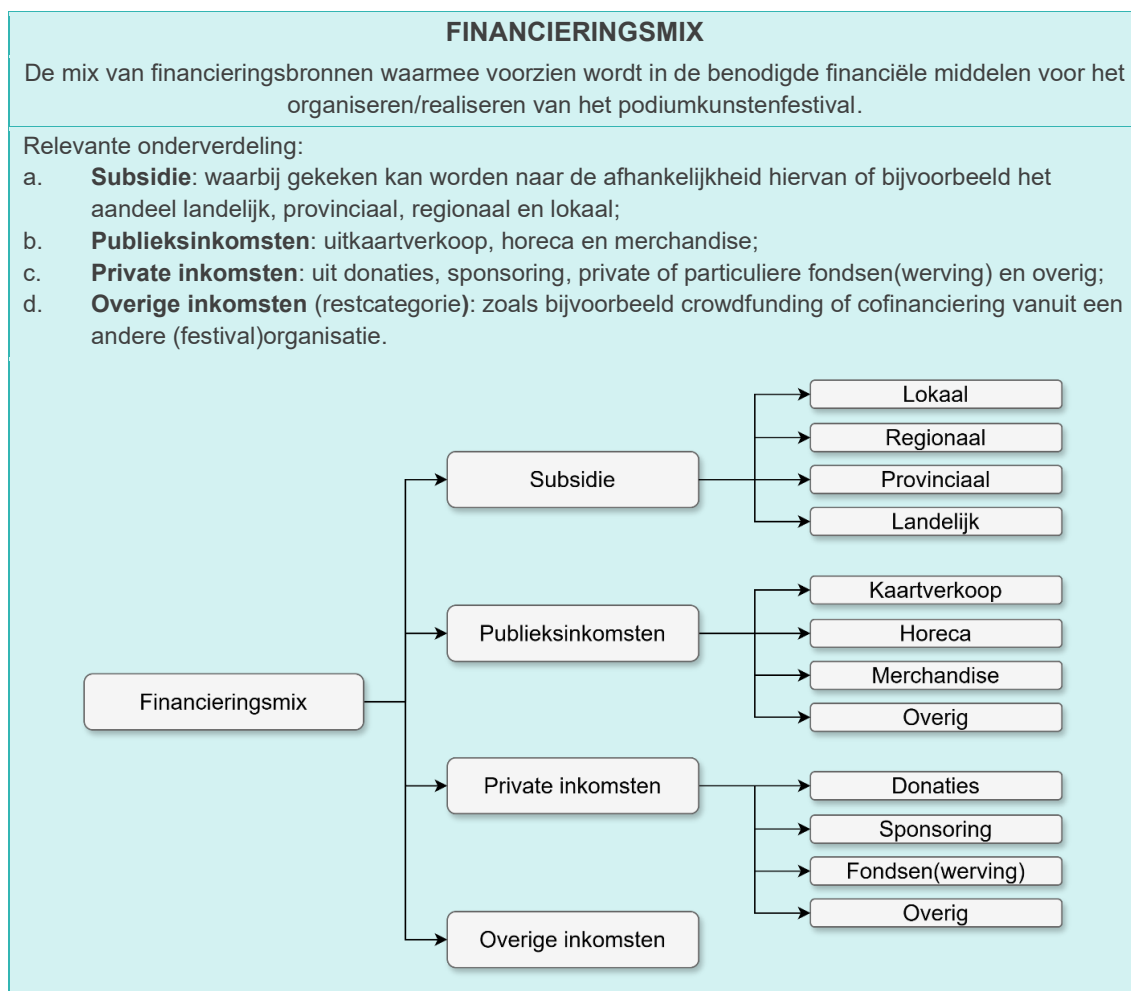 FINANCIERINGSMIX
De mix van financieringsbronnen waarmee voorzien wordt in de benodigde financiële middelen voor het
organiseren/realiseren van het podiumkunstenfestival.
Relevante onderverdeling:
a. Subsidie: waarbij gekeken kan worden naar de afhankelijkheid hiervan of bijvoorbeeld het
aandeel landelijk, provinciaal, regionaal en lokaal;
b. Publieksinkomsten: uitkaartverkoop, horeca en merchandise;
c. Private inkomsten: uit donaties, sponsoring, private of particuliere fondsen(werving) en overig;
d. Overige inkomsten (restcategorie): zoals bijvoorbeeld crowdfunding of cofinanciering vanuit een
andere (festival)organisatie.
Financieringsmix
Subsidie
Lokaal
Regionaal
Provinciaal
Landelijk
Publieksinkomsten
Kaartverkoop
Horeca
Merchandise
Overig
Private inkomsten
Donaties
Sponsoring
Fondsen(werving)
Overig
Overige inkomsten